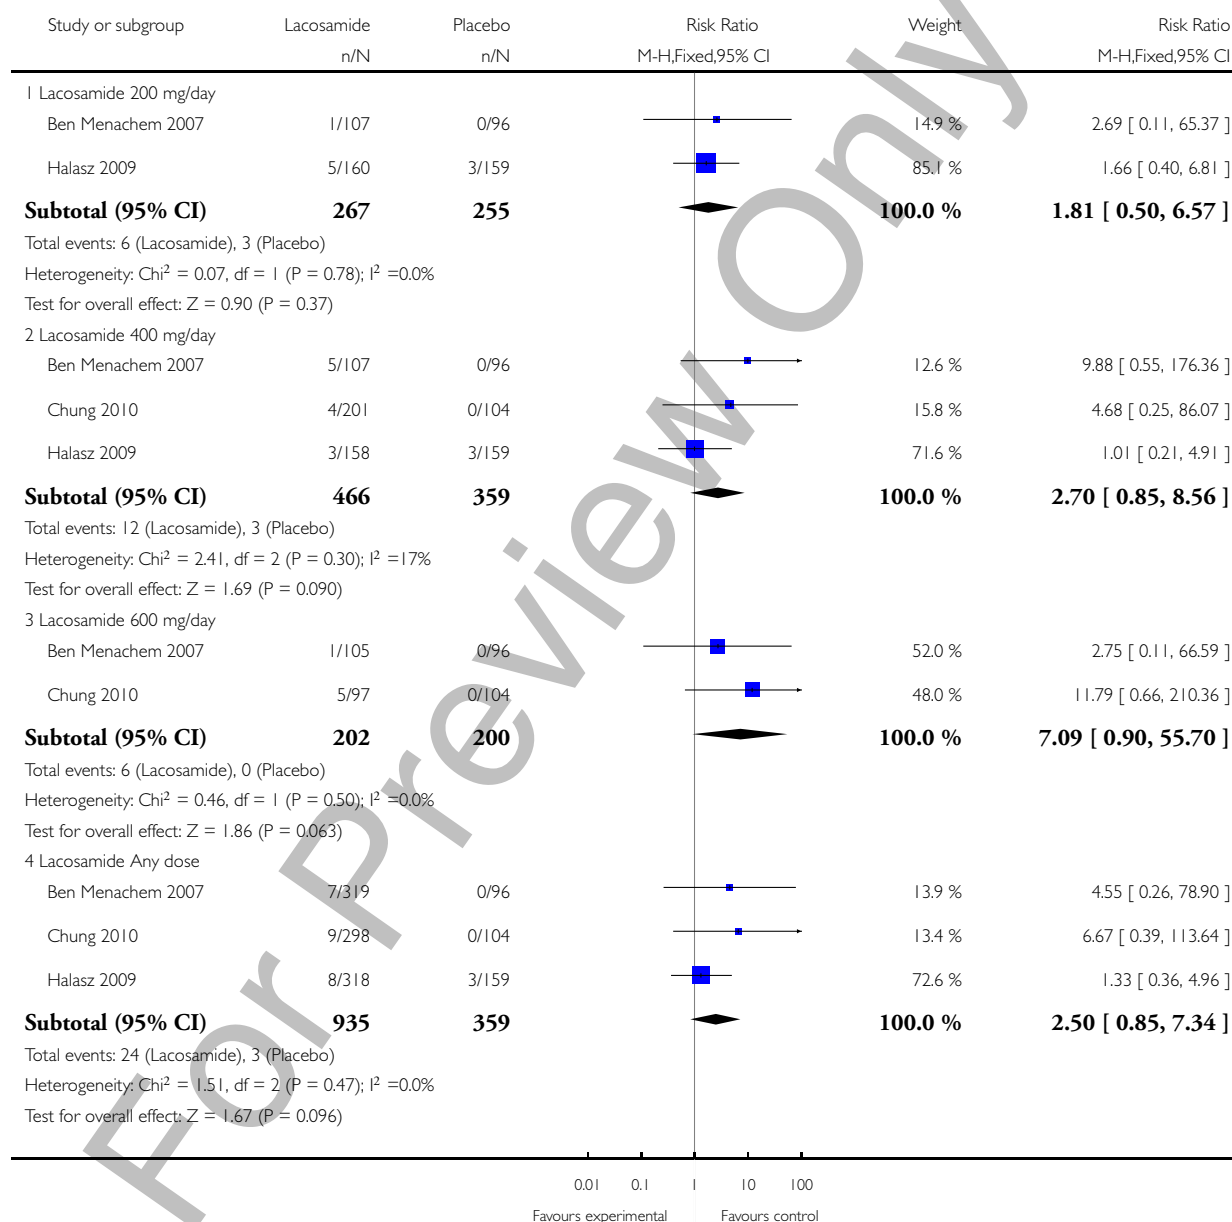 Study or subgroup Lacosamide Placebo Risk Ratio Weight Risk Ratio
n/N n/N M-H,Fixed,95% CI M-H,Fixed,95% CI
1 Lacosamide 200 mg/day
Ben Menachem 2007 1/107 0/96 14.9 % 2.69 [ 0.11, 65.37 ]
Halasz 2009 5/160 3/159 85.1 % 1.66 [ 0.40, 6.81 ]
Subtotal (95% CI) 267 255 100.0 % 1.81 [ 0.50, 6.57 ]
Total events: 6 (Lacosamide), 3 (Placebo)
Heterogeneity: Chi² = 0.07, df = 1 (P = 0.78); I² =0.0%
Test for overall effect: Z = 0.90 (P = 0.37)
2 Lacosamide 400 mg/day
Ben Menachem 2007 5/107 0/96 12.6 % 9.88 [ 0.55, 176.36 ]
Chung 2010 4/201 0/104 15.8 % 4.68 [ 0.25, 86.07 ]
Halasz 2009 3/158 3/159 71.6 % 1.01 [ 0.21, 4.91 ]
Subtotal (95% CI) 466 359 100.0 % 2.70 [ 0.85, 8.56 ]
Total events: 12 (Lacosamide), 3 (Placebo)
Heterogeneity: Chi² = 2.41, df = 2 (P = 0.30); I² =17%
Test for overall effect: Z = 1.69 (P = 0.090)
3 Lacosamide 600 mg/day
Ben Menachem 2007 1/105 0/96 52.0 % 2.75 [ 0.11, 66.59 ]
Chung 2010 5/97 0/104 48.0 % 11.79 [ 0.66, 210.36 ]
Subtotal (95% CI) 202 200 100.0 % 7.09 [ 0.90, 55.70 ]
Total events: 6 (Lacosamide), 0 (Placebo)
Heterogeneity: Chi² = 0.46, df = 1 (P = 0.50); I² =0.0%
Test for overall effect: Z = 1.86 (P = 0.063)
4 Lacosamide Any dose
Ben Menachem 2007 7/319 0/96 13.9 % 4.55 [ 0.26, 78.90 ]
Chung 2010 9/298 0/104 13.4 % 6.67 [ 0.39, 113.64 ]
Halasz 2009 8/318 3/159 72.6 % 1.33 [ 0.36, 4.96 ]
Subtotal (95% CI) 935 359 100.0 % 2.50 [ 0.85, 7.34 ]
Total events: 24 (Lacosamide), 3 (Placebo)
Heterogeneity: Chi² = 1.51, df = 2 (P = 0.47); I² =0.0%
Test for overall effect: Z = 1.67 (P = 0.096)
0.01 0.1 1 10 100
Favours experimental Favours control
For Preview Only